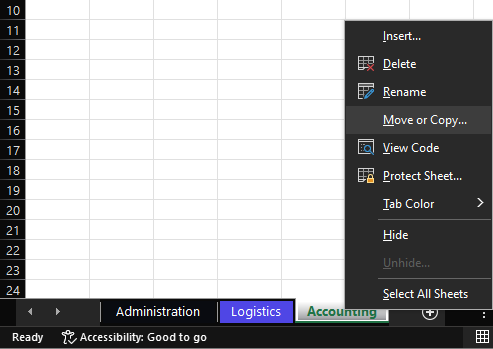 10
11
12
13
14
15
16
17
18
19
20
21
22
23
24
Insert...
Delete
Rename
Move or Copy...
View Code
Protect Sheet...
Tab Color
Hide
Unhide...
Select All Sheets
Administration
Logistics
Accounting
Ready
Accessibility: Good to go